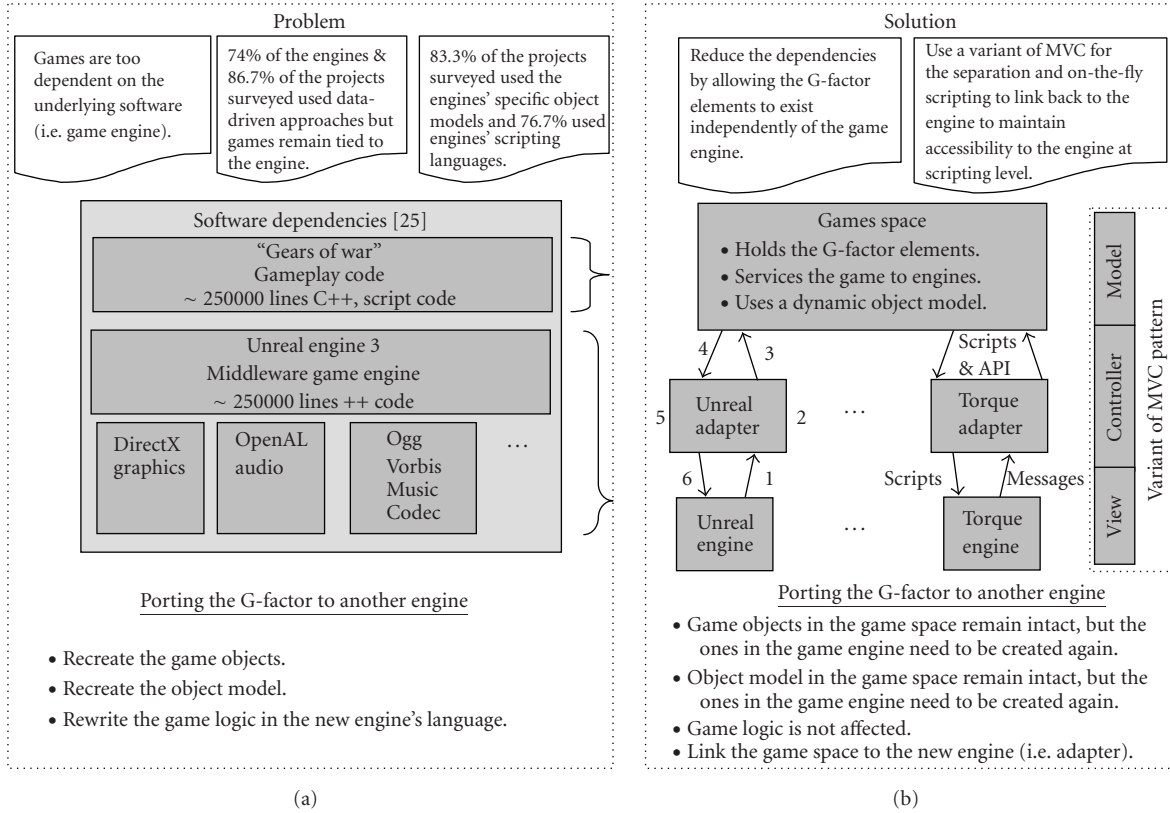 Problem
Games are too
dependent on the
underlying software
(i.e. game engine).
74% of the engines &
86.7% of the projects
surveyed used data-
driven approaches but
games remain tied to
the engine.
83.3% of the projects
surveyed used the
engines’ specific object
models and 76.7% used
engines’ scripting
languages.
Software dependencies [25]
“Gears of war”
Gameplay code
~ 250000 lines C++, script code
Unreal engine 3
Middleware game engine
~ 250000 lines ++ code
DirectX
graphics
OpenAL
audio
Ogg
Vorbis
Music
Codec
...
Porting the G-factor to another engine
• Recreate the game objects.
• Recreate the object model.
• Rewrite the game logic in the new engine’s language.
(a)
Solution
Reduce the dependencies
by allowing the G-factor
elements to exist
independently of the game
engine.
Use a variant of MVC for
the separation and on-the-fly
scripting to link back to the
engine to maintain
accessibility to the engine at
scripting level.
Games space
• Holds the G-factor elements.
• Services the game to engines.
• Uses a dynamic object model.
4
3
Scripts
& API
5
Unreal
adapter
2
...
Torque
adapter
6
1
Scripts
Messages
Unreal
engine
...
Torque
engine
Model
Controller
View
Variant of MVC pattern
Porting the G-factor to another engine
• Game objects in the game space remain intact, but the
ones in the game engine need to be created again.
• Object model in the game space remain intact, but the
ones in the game engine need to be created again.
• Game logic is not affected.
• Link the game space to the new engine (i.e. adapter).
(b)